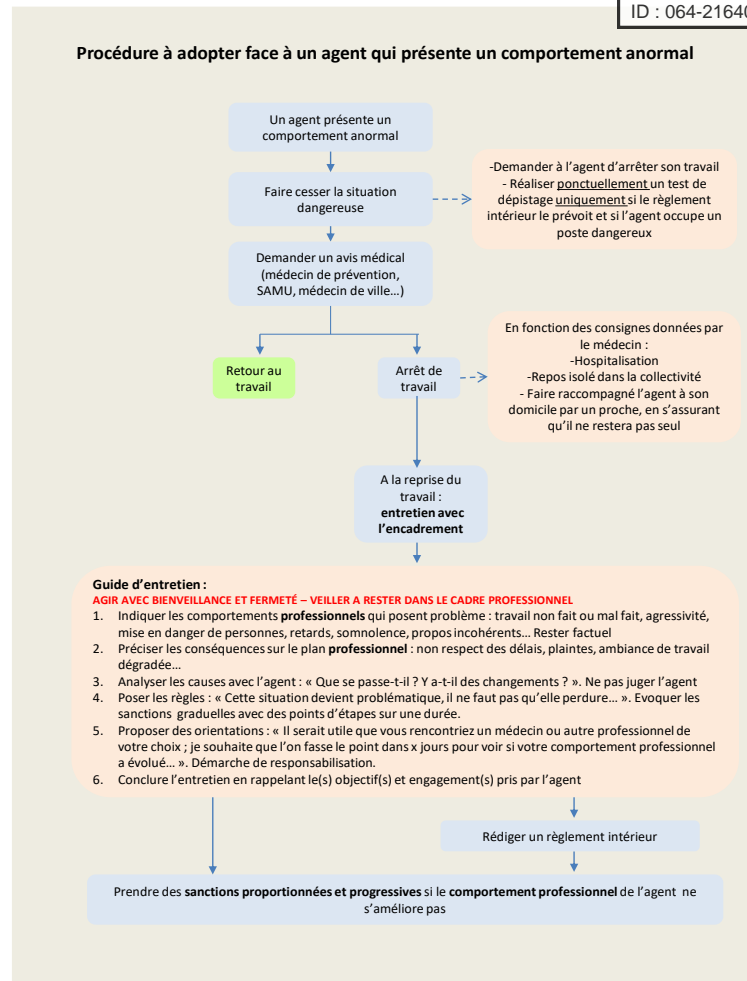 ID : 064-21640
Procédure à adopter face à un agent qui présente un comportement anormal
Un agent présente un
comportement anormal
Faire cesser la situation
dangereuse
-Demander à l'agent d'arrêter son travail
- Réaliser ponctuellement un test de
dépistage uniquement si le règlement
intérieur le prévoit et si l'agent occupe un
poste dangereux
Demander un avis médical
(médecin de prévention,
SAMU, médecin de ville...)
Retour au
travail
Arrêt de
travail
En fonction des consignes données par
le médecin :
-Hospitalisation
-Repos isolé dans la collectivité
- Faire raccompagné l'agent à son
domicile par un proche, en s'assurant
qu'il ne restera pas seul
A la reprise du
travail :
entretien avec
l'encadrement
Guide d'entretien :
AGIR AVEC BIENVEILLANCE ET FERMETÉ – VEILLER A RESTER DANS LE CADRE PROFESSIONNEL
1. Indiquer les comportements professionnels qui posent problème : travail non fait ou mal fait, agressivité,
mise en danger de personnes, retards, somnolence, propos incohérents... Rester factuel
2. Préciser les conséquences sur le plan professionnel : non respect des délais, plaintes, ambiance de travail
dégradée...
3. Analyser les causes avec l'agent : « Que se passe-t-il ? Y a-t-il des changements ? ». Ne pas juger l'agent
4. Poser les règles : « Cette situation devient problématique, il ne faut pas qu'elle perdure... ». Evoquer les
sanctions graduelles avec des points d'étapes sur une durée.
5. Proposer des orientations : « Il serait utile que vous rencontriez un médecin ou autre professionnel de
votre choix ; je souhaite que l'on fasse le point dans x jours pour voir si votre comportement professionnel
a évolué... ». Démarche de responsabilisation.
6. Conclure l'entretien en rappelant le(s) objectif(s) et engagement(s) pris par l'agent
Rédiger un règlement intérieur
Prendre des sanctions proportionnées et progressives si le comportement professionnel de l'agent ne
s'améliore pas